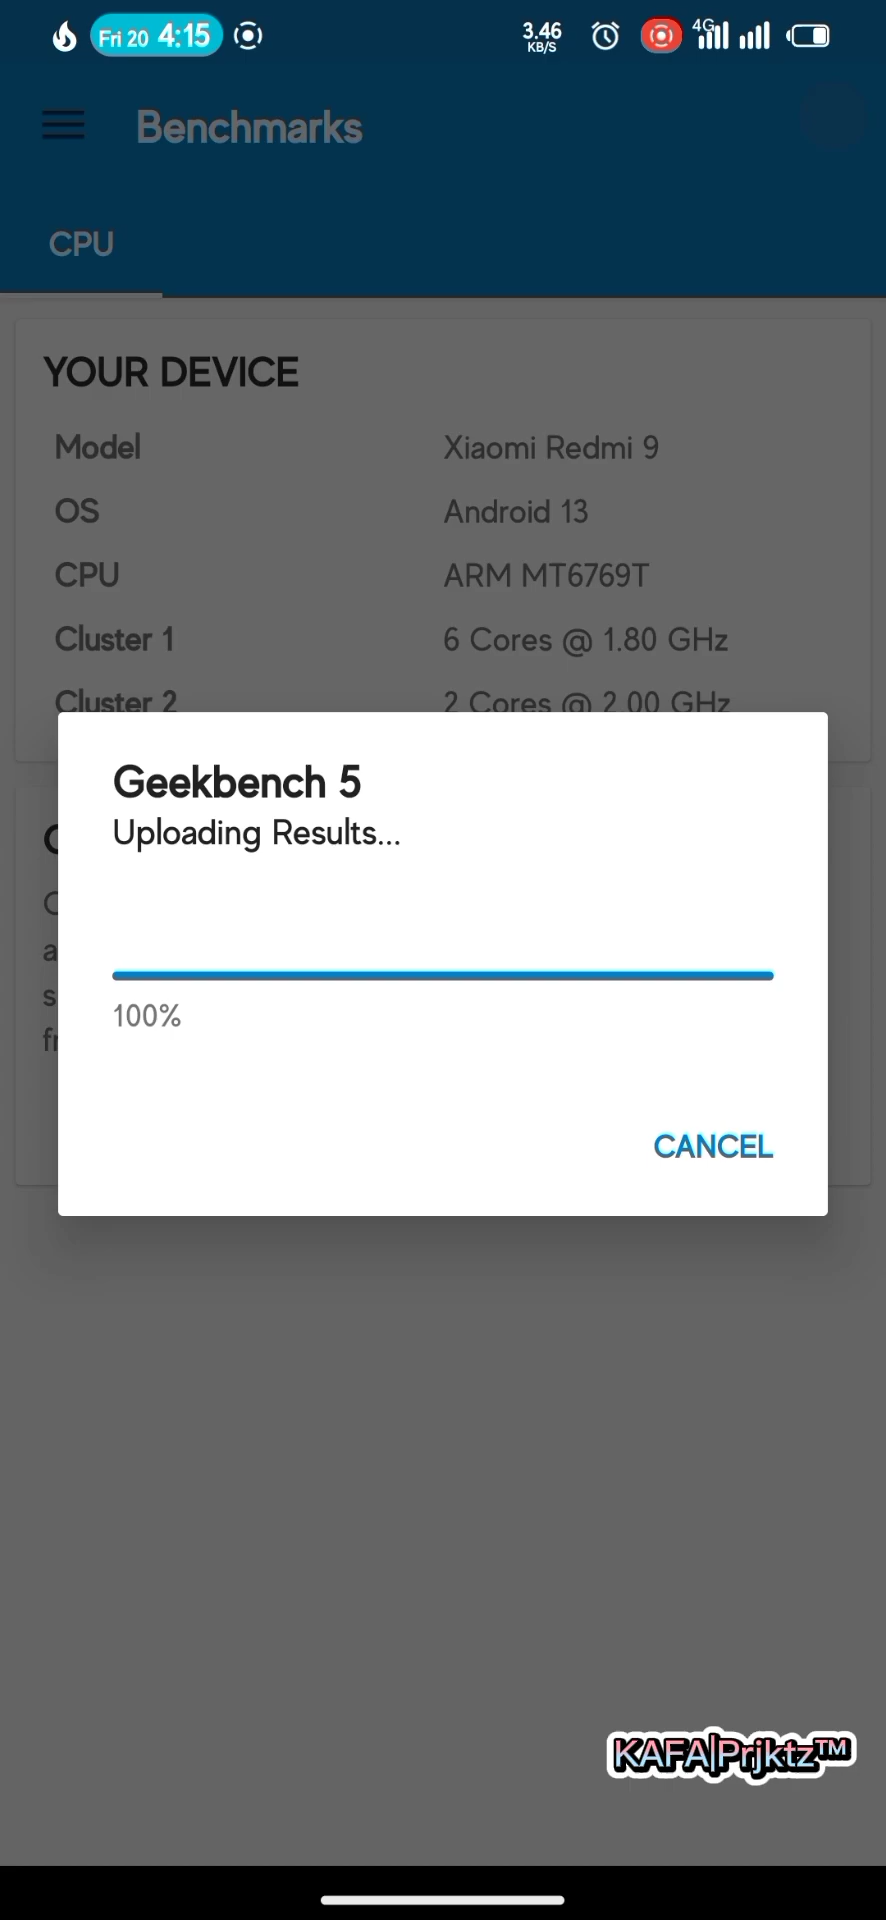 Fri 20 4:15
3.46
KB/S
4G
Benchmarks
CPU
YOUR DEVICE
Model Xiaomi Redmi 9
OS Android 13
CPU ARM MT6769T
Cluster 1 6 Cores @ 1.80 GHz
Cluster 2 2 Cores @ 2.00 GHz
Geekbench 5
Uploading Results...
100%
CANCEL
KAFA|Prjktz™